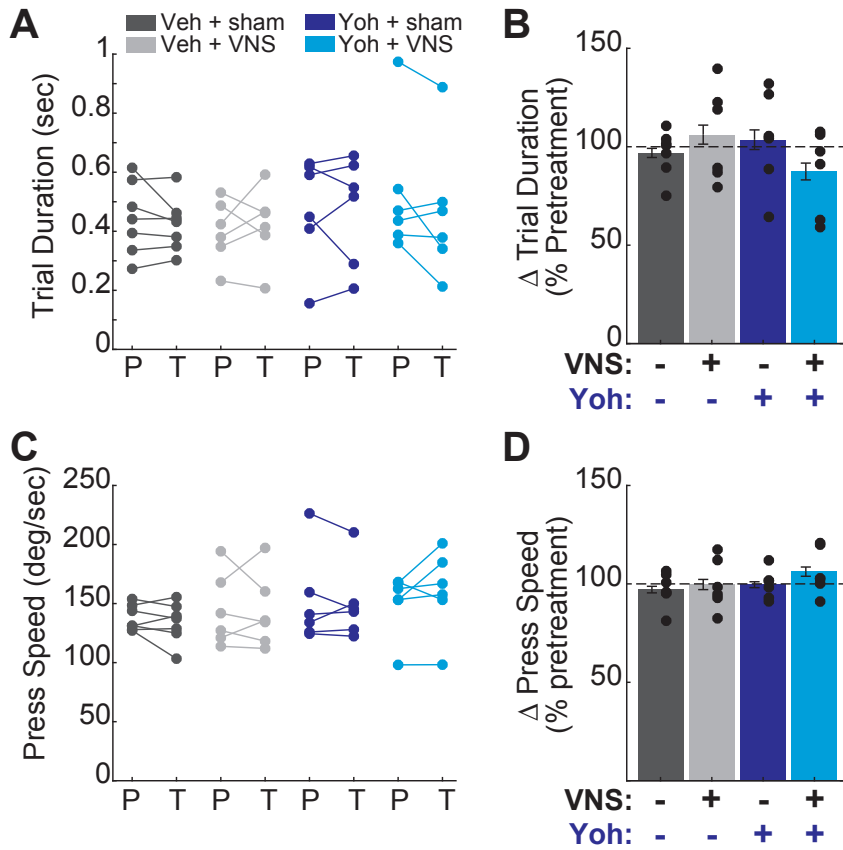 A
Veh + sham
Yoh + sham
Veh + VNS
Yoh + VNS
Trial Duration (sec)
1
0.8
0.6
0.4
0.2
0
P T P T P T P T
B
Δ Trial Duration
(% Pretreatment)
150
100
50
0
VNS: - + - +
Yoh: - - + +
C
Press Speed (deg/sec)
250
200
150
100
50
0
P T P T P T P T
D
Δ Press Speed
(% pretreatment)
150
100
50
0
VNS: - + - +
Yoh: - - + +